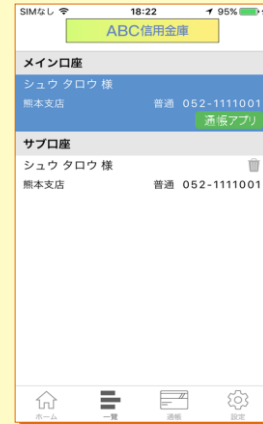 SIMなし 18:22 95%
ABC信用金庫
メイン口座
シュウ タロウ 様
熊本支店 普通 052-1111001
通帳アプリ
サブ口座
シュウ タロウ 様
熊本支店 普通 052-1111001
ホーム 一覧 通帳 設定